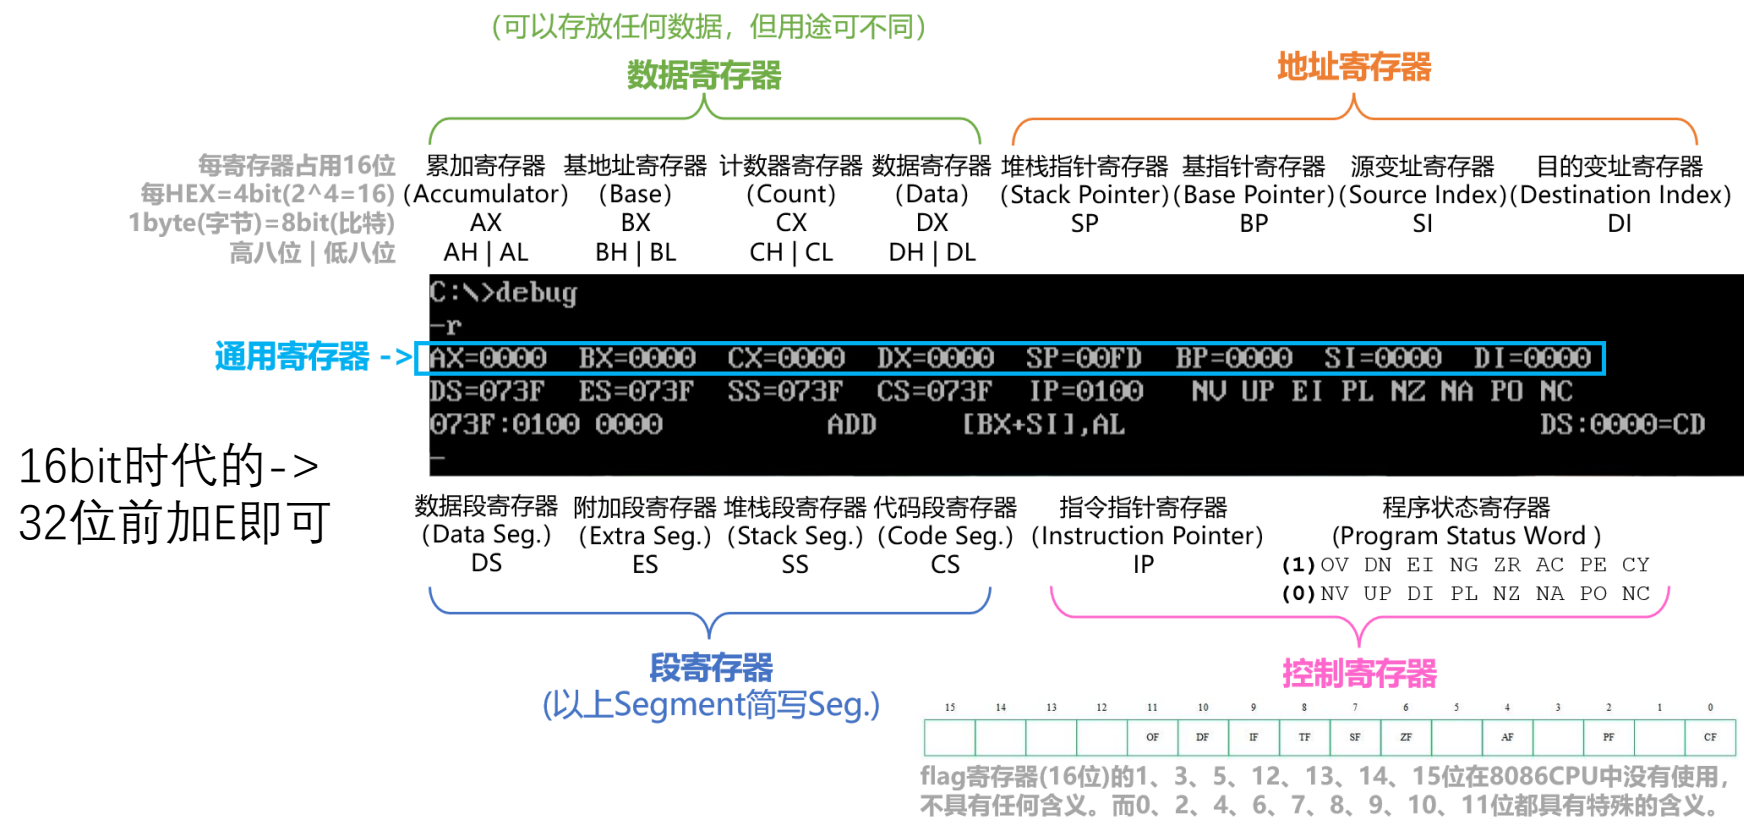 (可以存放任何数据，但用途可不同)
数据寄存器
地址寄存器
每寄存器占用16位
每HEX=4bit(2^4=16)
1byte(字节)=8bit(比特)
高八位 | 低八位
累加寄存器 基地址寄存器 计数器寄存器 数据寄存器 堆栈指针寄存器 基指针寄存器 源变址寄存器 目的变址寄存器
(Accumulator) (Base) (Count) (Data) (Stack Pointer) (Base Pointer) (Source Index) (Destination Index)
AX BX CX DX SP BP SI DI
AH | AL BH | BL CH | CL DH | DL
C:\>debug
-r
通用寄存器 ->
AX=0000 BX=0000 CX=0000 DX=0000 SP=00FD BP=0000 SI=0000 DI=0000
DS=073F ES=073F SS=073F CS=073F IP=0100 NV UP EI PL NZ NA PO NC
073F:0100 0000 ADD [BX+SI],AL DS:0000=CD
-
16bit时代的->
32位前加E即可
数据段寄存器 附加段寄存器 堆栈段寄存器 代码段寄存器 指令指针寄存器 程序状态寄存器
(Data Seg.) (Extra Seg.) (Stack Seg.) (Code Seg.) (Instruction Pointer) (Program Status Word )
DS ES SS CS IP
(1) OV DN EI NG ZR AC PE CY
(0) NV UP DI PL NZ NA PO NC
段寄存器
(以上Segment简写Seg.)
控制寄存器
15 14 13 12 11 10 9 8 7 6 5 4 3 2 1 0
OF DF IF TF SF ZF AF PF CF
flag寄存器(16位)的1、3、5、12、13、14、15位在8086CPU中没有使用，
不具有任何含义。而0、2、4、6、7、8、9、10、11位都具有特殊的含义。